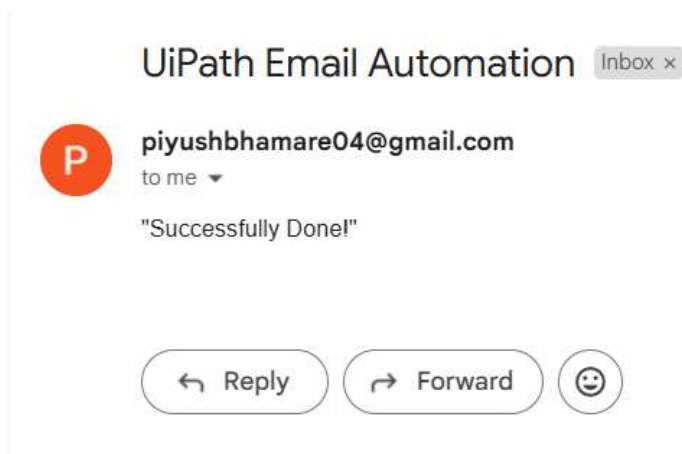 UiPath Email Automation Inbox ×
P
piyushbhamare04@gmail.com
to me
"Successfully Done!"
Reply Forward